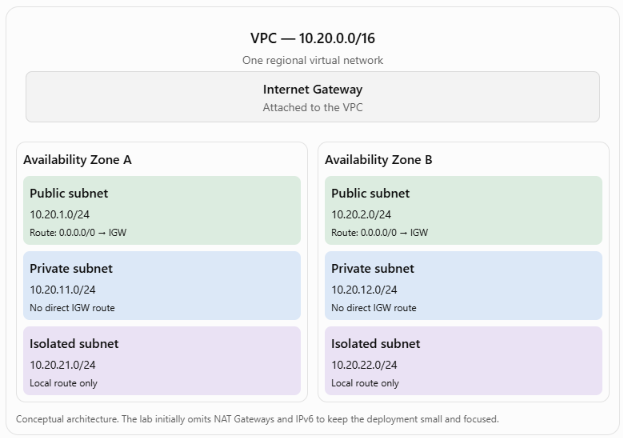 VPC — 10.20.0.0/16
One regional virtual network
Internet Gateway
Attached to the VPC
Availability Zone A
Public subnet
10.20.1.0/24
Route: 0.0.0.0/0 → IGW
Private subnet
10.20.11.0/24
No direct IGW route
Isolated subnet
10.20.21.0/24
Local route only
Availability Zone B
Public subnet
10.20.2.0/24
Route: 0.0.0.0/0 → IGW
Private subnet
10.20.12.0/24
No direct IGW route
Isolated subnet
10.20.22.0/24
Local route only
Conceptual architecture. The lab initially omits NAT Gateways and IPv6 to keep the deployment small and focused.